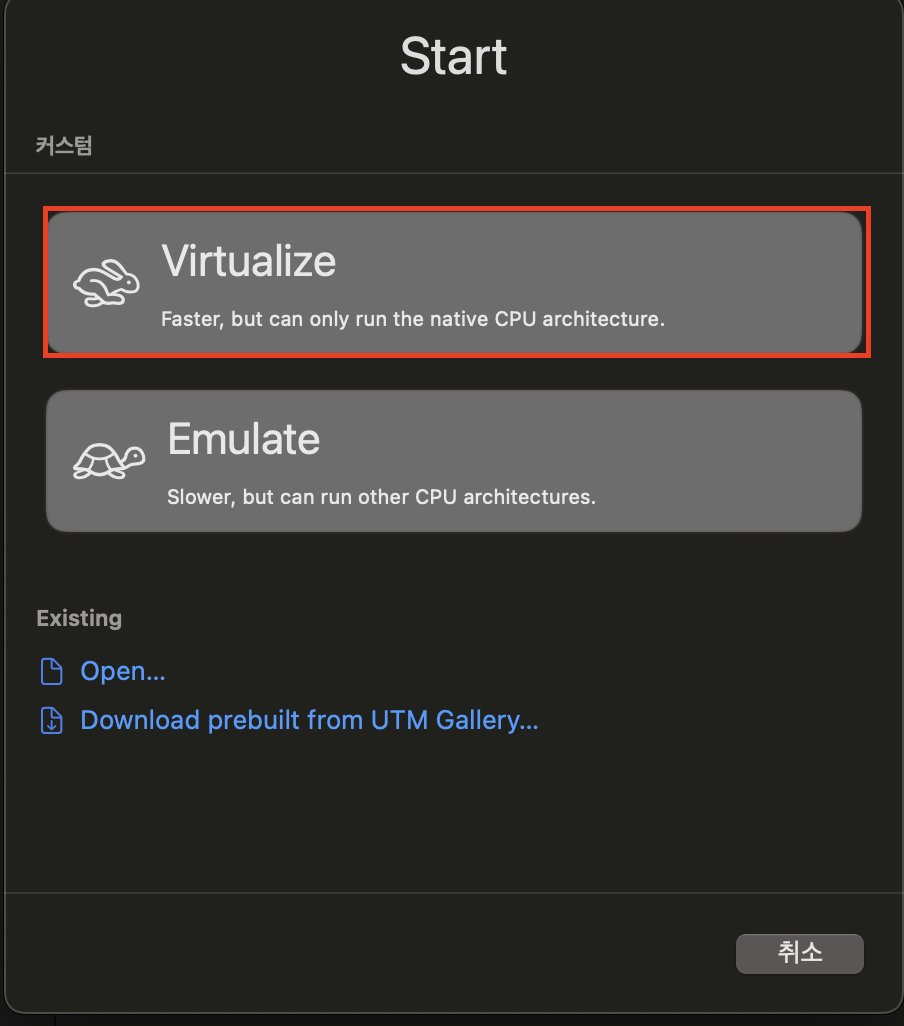 Start
커스텀
Virtualize
Faster, but can only run the native CPU architecture.
Emulate
Slower, but can run other CPU architectures.
Existing
Open...
Download prebuilt from UTM Gallery...
취소